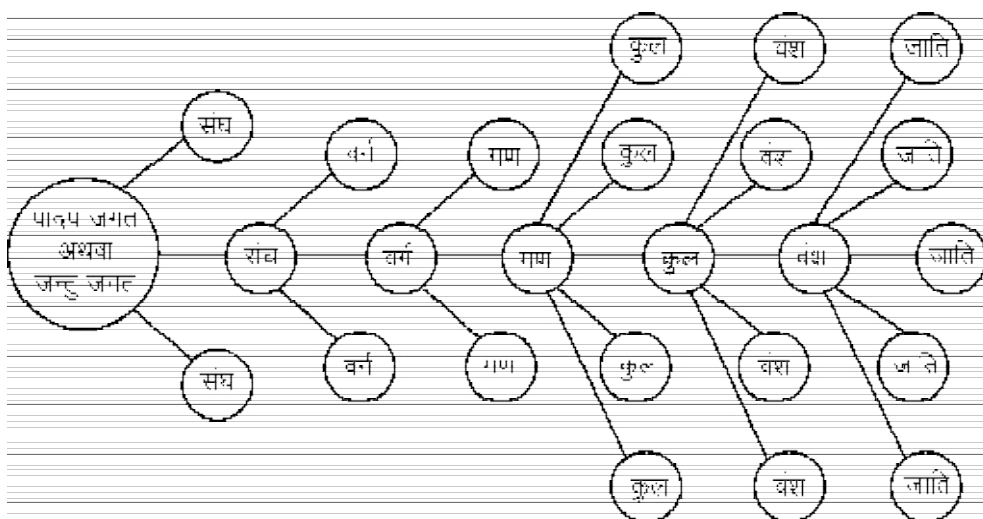 कुल वंश जाति
संघ
वर्ग गण कुल वंश जाति
पादप जगत
अथवा
जन्तु जगत
संघ वर्ग गण कुल वंश जाति
वर्ग गण कुल वंश जाति
संघ
कुल वंश जाति